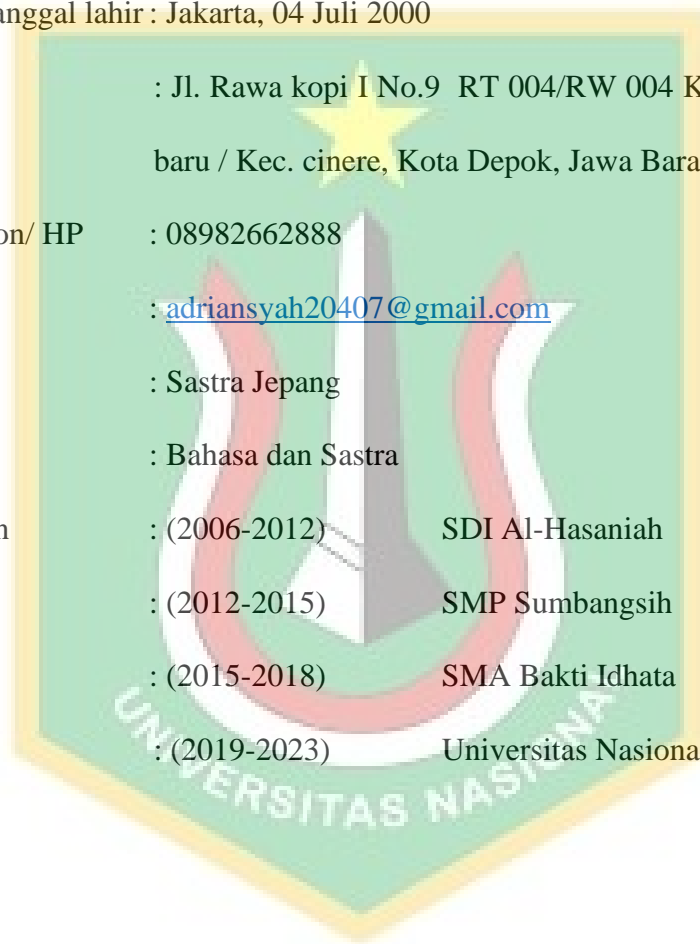 anggal lahir : Jakarta, 04 Juli 2000
: Jl. Rawa kopi I No.9 RT 004/RW 004 K
baru / Kec. cinere, Kota Depok, Jawa Bara
on/ HP : 08982662888
: adriansyah20407@gmail.com
: Sastra Jepang
: Bahasa dan Sastra
n : (2006-2012) SDI Al-Hasaniah
: (2012-2015) SMP Sumbangsih
: (2015-2018) SMA Bakti Idhata
: (2019-2023) Universitas Nasiona
UNIVERSITAS NASIONAL